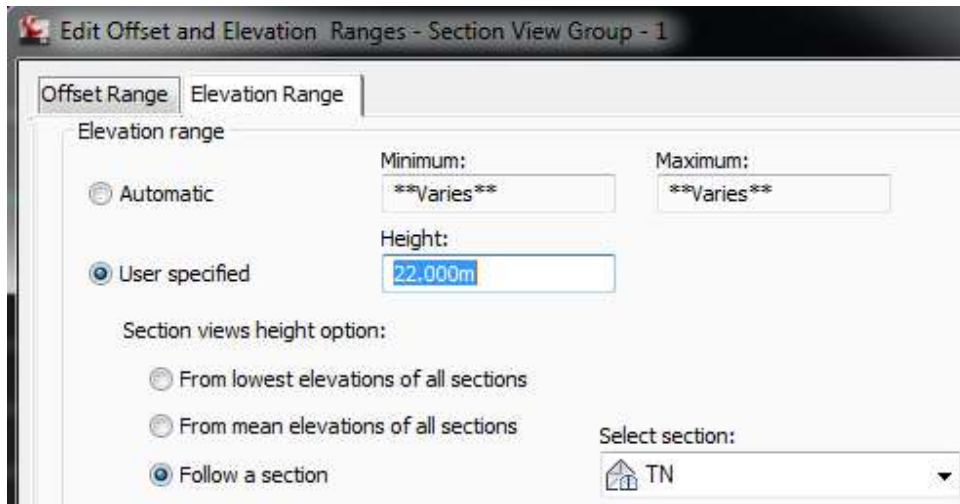 Edit Offset and Elevation Ranges - Section View Group - 1
Offset Range Elevation Range
Elevation range
Minimum: Maximum:
Automatic **Varies** **Varies**
Height:
User specified 22.000m
Section views height option:
From lowest elevations of all sections
From mean elevations of all sections
Select section:
Follow a section TN